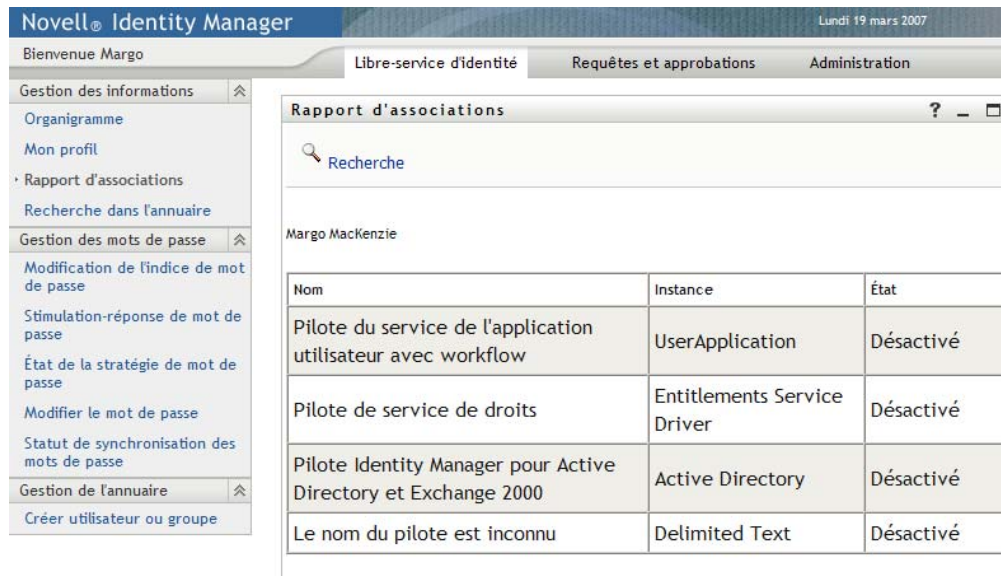 Novell® Identity Manager
Lundi 19 mars 2007
Bienvenue Margo
Libre-service d'identité
Requêtes et approbations
Administration
Gestion des informations
Organigramme
Mon profil
Rapport d'associations
Recherche dans l'annuaire
Gestion des mots de passe
Modification de l'indice de mot
de passe
Stimulation-réponse de mot de
passe
État de la stratégie de mot de
passe
Modifier le mot de passe
Statut de synchronisation des
mots de passe
Gestion de l'annuaire
Créer utilisateur ou groupe
Rapport d'associations
?
Recherche
Margo MacKenzie
Nom
Instance
État
Pilote du service de l'application
utilisateur avec workflow
UserApplication
Désactivé
Pilote de service de droits
Entitlements Service
Driver
Désactivé
Pilote Identity Manager pour Active
Directory et Exchange 2000
Active Directory
Désactivé
Le nom du pilote est inconnu
Delimited Text
Désactivé